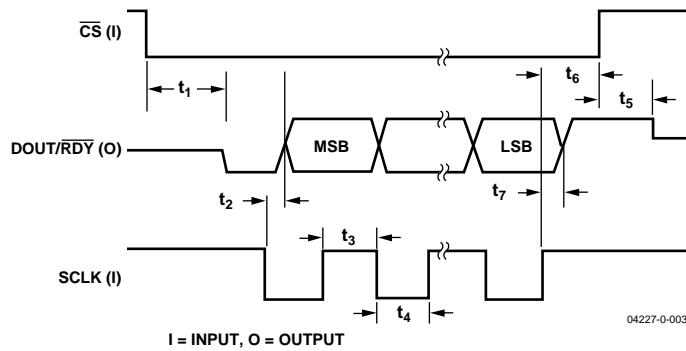 CS (I)
t6
t1
t5
DOUT/RDY (O)
MSB
LSB
t2
t7
t3
SCLK (I)
t4
04227-0-003
I = INPUT, O = OUTPUT